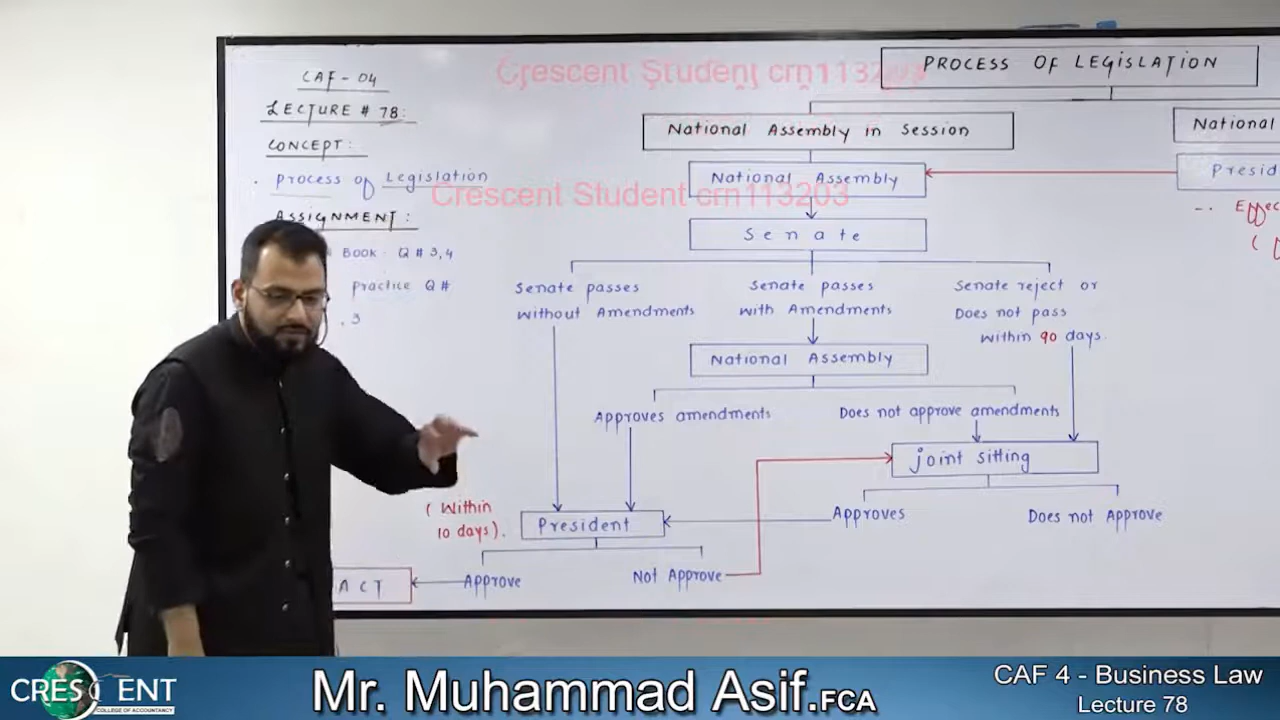 CAF - 04
LECTURE # 78:
CONCEPT:
. process of Legislation
ASSIGNMENT:
Book - Q # 3,4
practice Q #
. 3
Crescent Student crn113203
Crescent Student crn113203
PROCESS OF LEGISLATION
National Assembly in Session
National
National Assembly
Senate
Senate passes
without Amendments
Senate passes
with Amendments
Senate reject or
Does not pass
within 90 days.
National Assembly
Approves amendments
Does not approve amendments
joint sitting
Approves
Does not Approve
(Within
10 days).
President
Approve
Not Approve
ACT
CRESCENT
COLLEGE OF ACCOUNTANCY
Mr. Muhammad Asif.FCA
CAF 4 - Business Law
Lecture 78